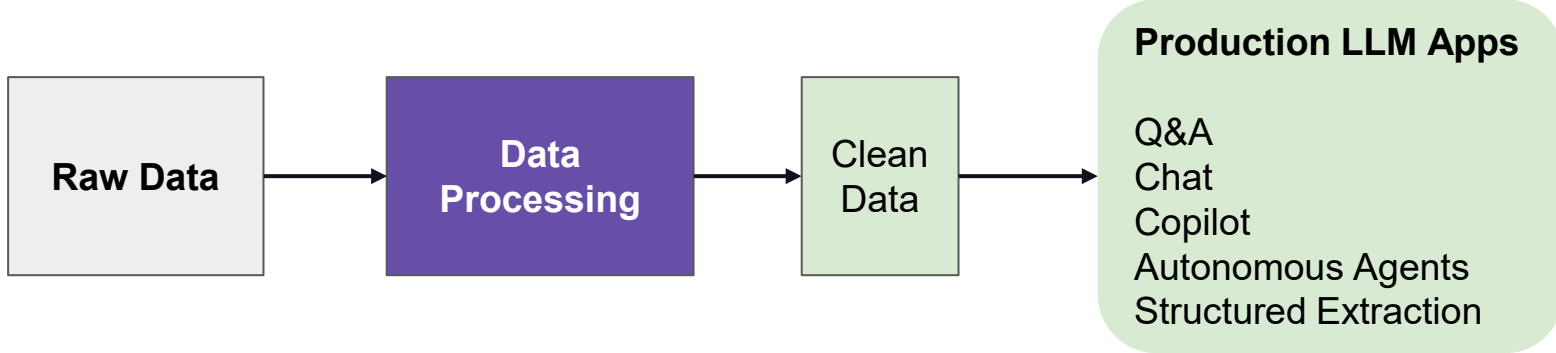 Raw Data
Data
Processing
Clean
Data
Production LLM Apps
Q&A
Chat
Copilot
Autonomous Agents
Structured Extraction